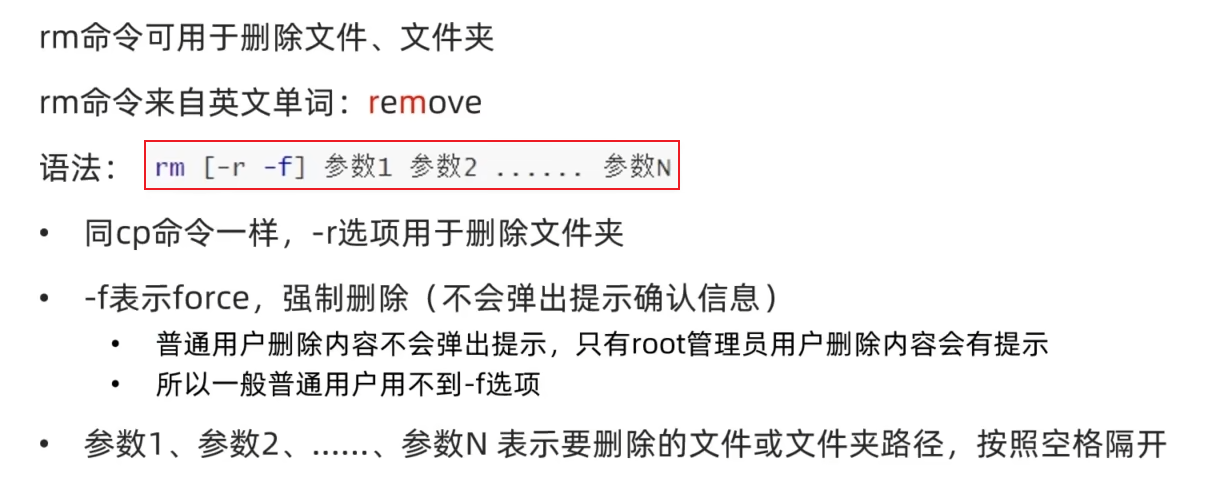 rm命令可用于删除文件、文件夹
rm命令来自英文单词：remove
语法： rm [-r -f] 参数1 参数2 ...... 参数N
• 同cp命令一样，-r选项用于删除文件夹
• -f表示force，强制删除（不会弹出提示确认信息）
• 普通用户删除内容不会弹出提示，只有root管理员用户删除内容会有提示
• 所以一般普通用户用不到-f选项
• 参数1、参数2、......、参数N 表示要删除的文件或文件夹路径，按照空格隔开